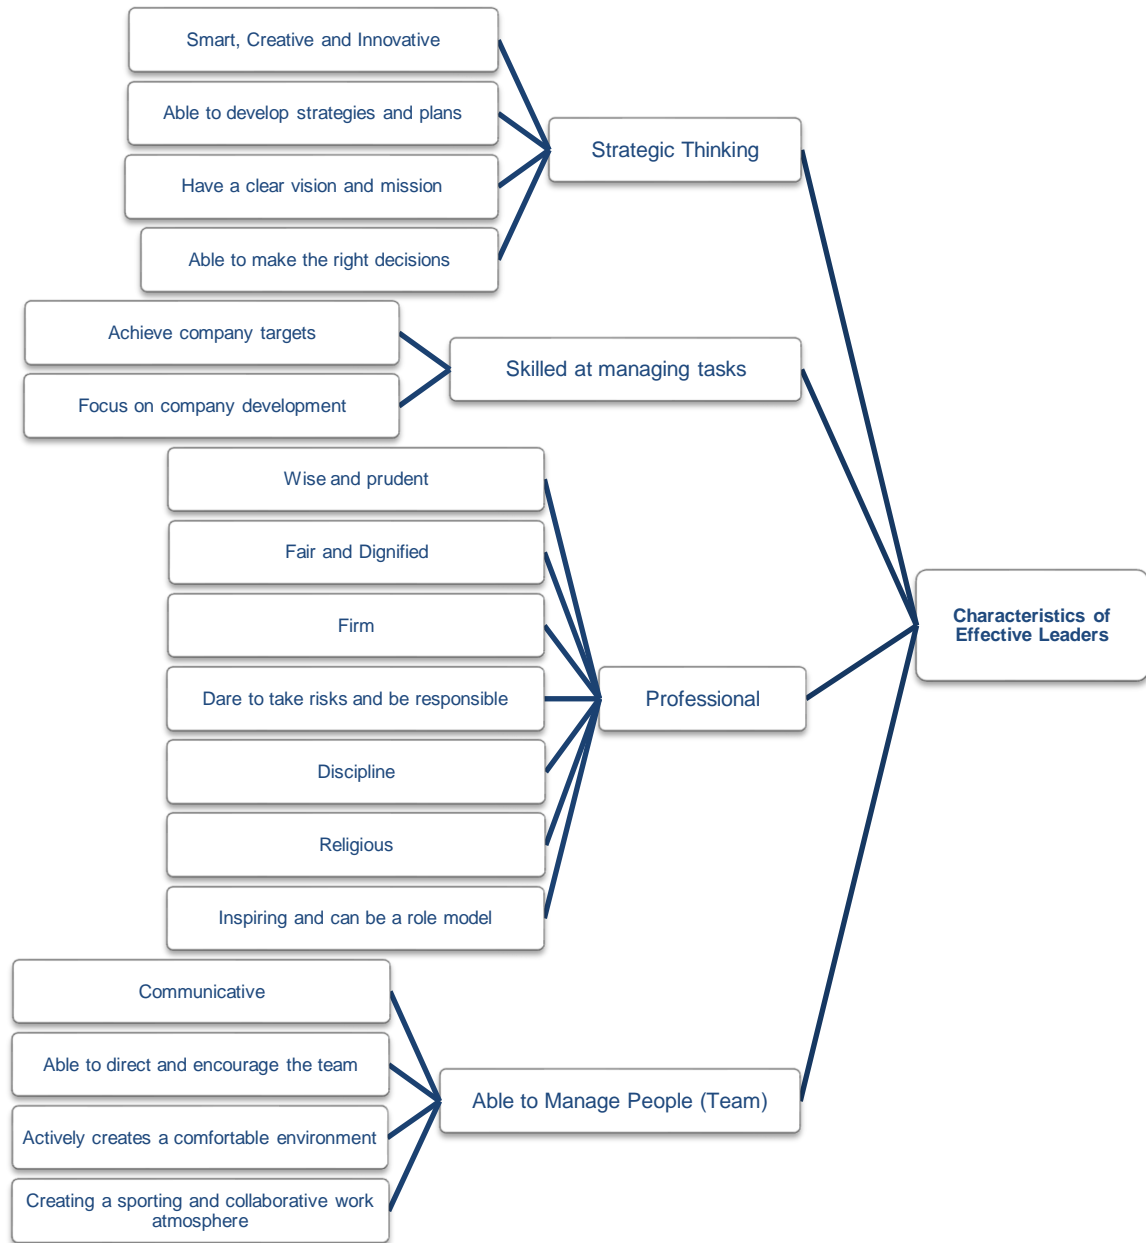 Smart, Creative and Innovative
Able to develop strategies and plans
Strategic Thinking
Have a clear vision and mission
Able to make the right decisions
Achieve company targets
Skilled at managing tasks
Focus on company development
Wise and prudent
Fair and Dignified
Firm
Characteristics of
Effective Leaders
Dare to take risks and be responsible
Professional
Discipline
Religious
Inspiring and can be a role model
Communicative
Able to direct and encourage the team
Able to Manage People (Team)
Actively creates a comfortable environment
Creating a sporting and collaborative work
atmosphere